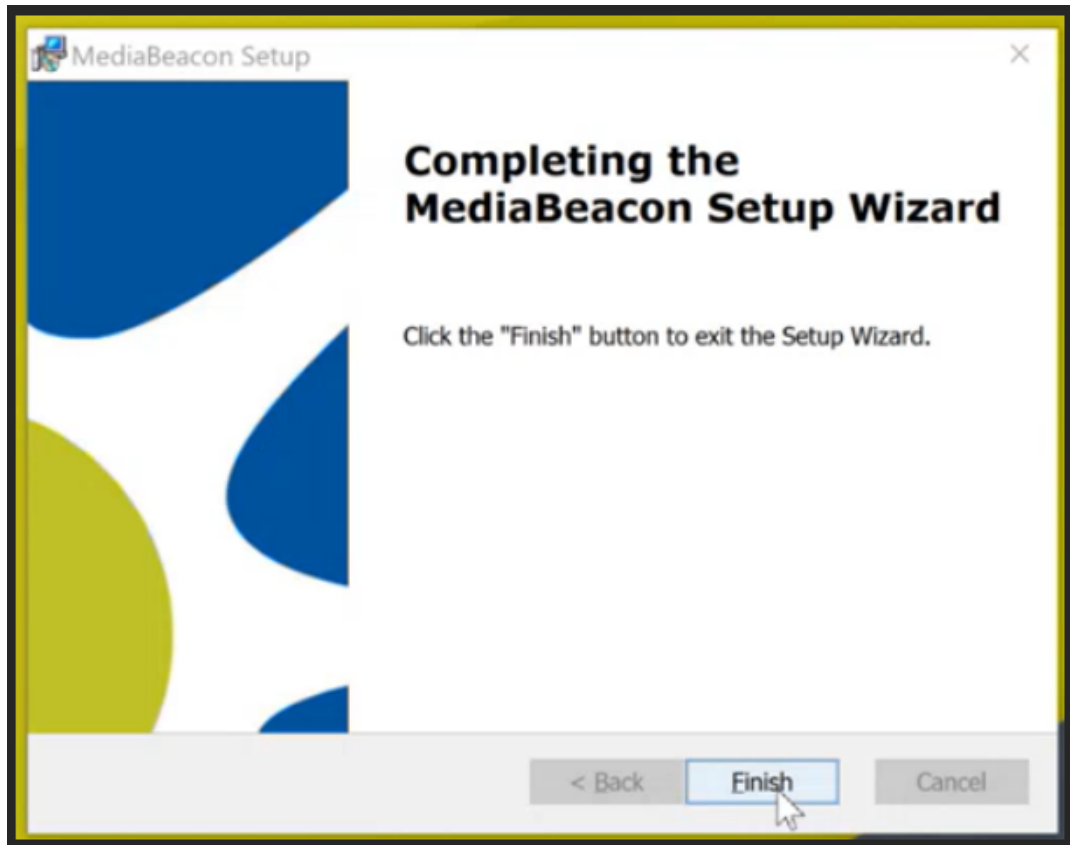 MediaBeacon Setup
Completing the
MediaBeacon Setup Wizard
Click the "Finish" button to exit the Setup Wizard.
< Back Finish Cancel